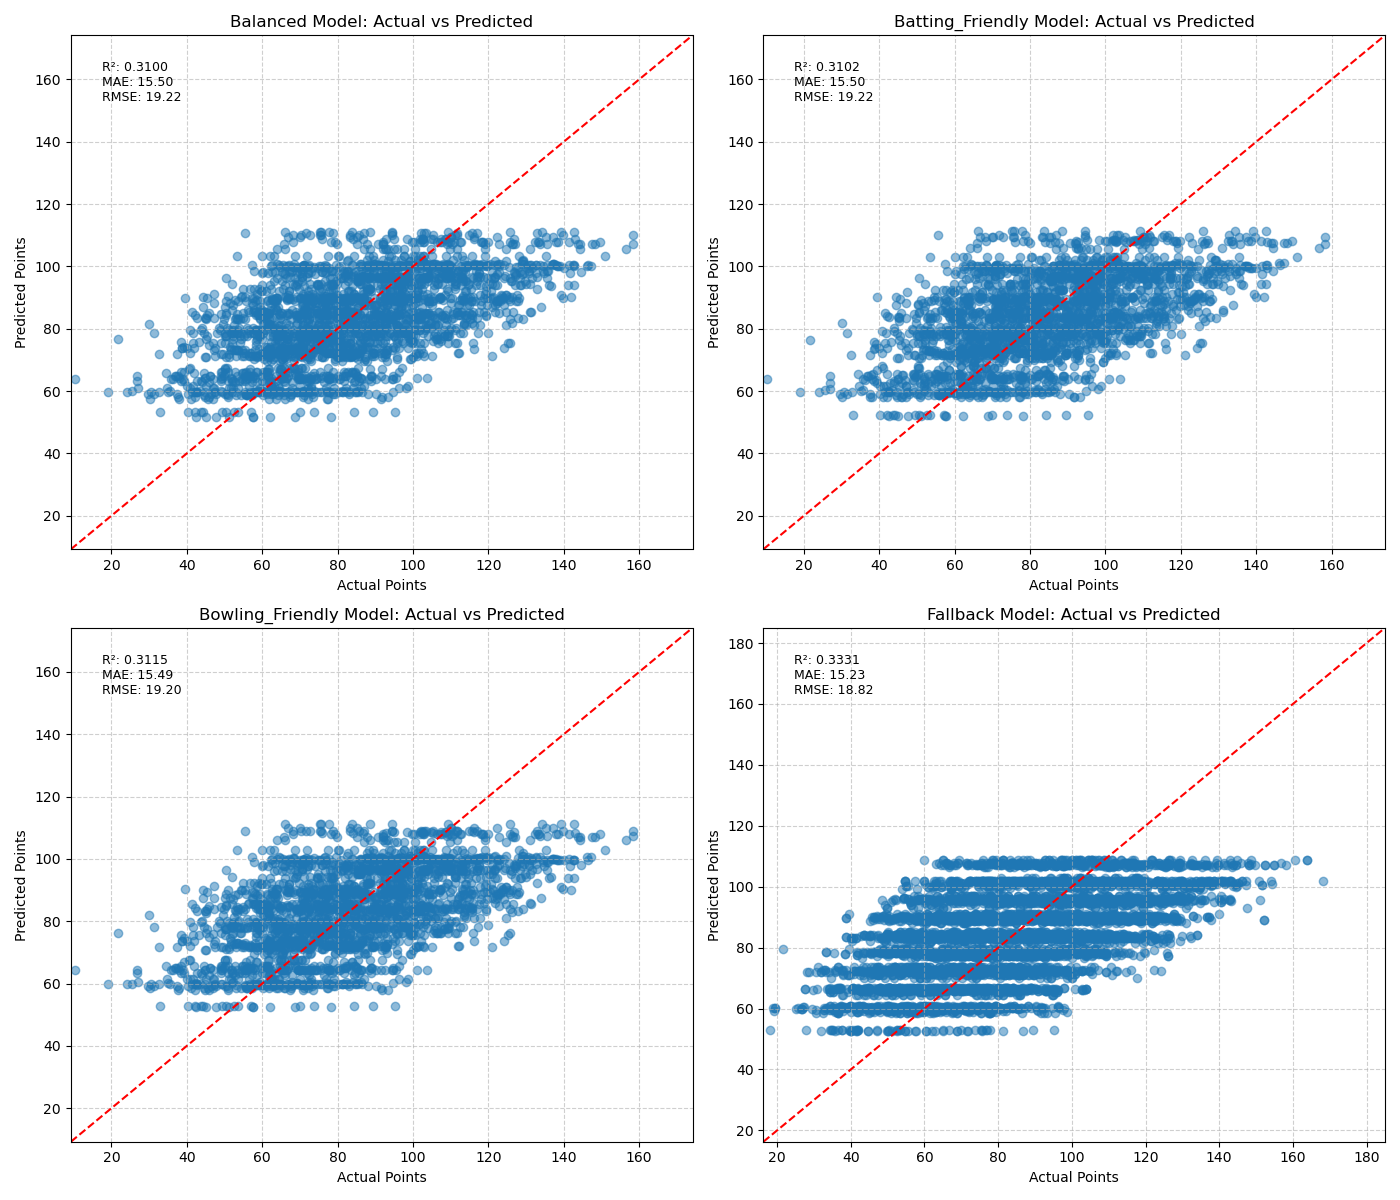 Balanced Model: Actual vs Predicted
R²: 0.3100
MAE: 15.50
RMSE: 19.22
160
140
120
100
80
60
40
20
Predicted Points
20 40 60 80 100 120 140 160
Actual Points
Batting_Friendly Model: Actual vs Predicted
R²: 0.3102
MAE: 15.50
RMSE: 19.22
160
140
120
100
80
60
40
20
Predicted Points
20 40 60 80 100 120 140 160
Actual Points
Bowling_Friendly Model: Actual vs Predicted
R²: 0.3115
MAE: 15.49
RMSE: 19.20
160
140
120
100
80
60
40
20
Predicted Points
20 40 60 80 100 120 140 160
Actual Points
Fallback Model: Actual vs Predicted
R²: 0.3331
MAE: 15.23
RMSE: 18.82
180
160
140
120
100
80
60
40
20
Predicted Points
20 40 60 80 100 120 140 160 180
Actual Points